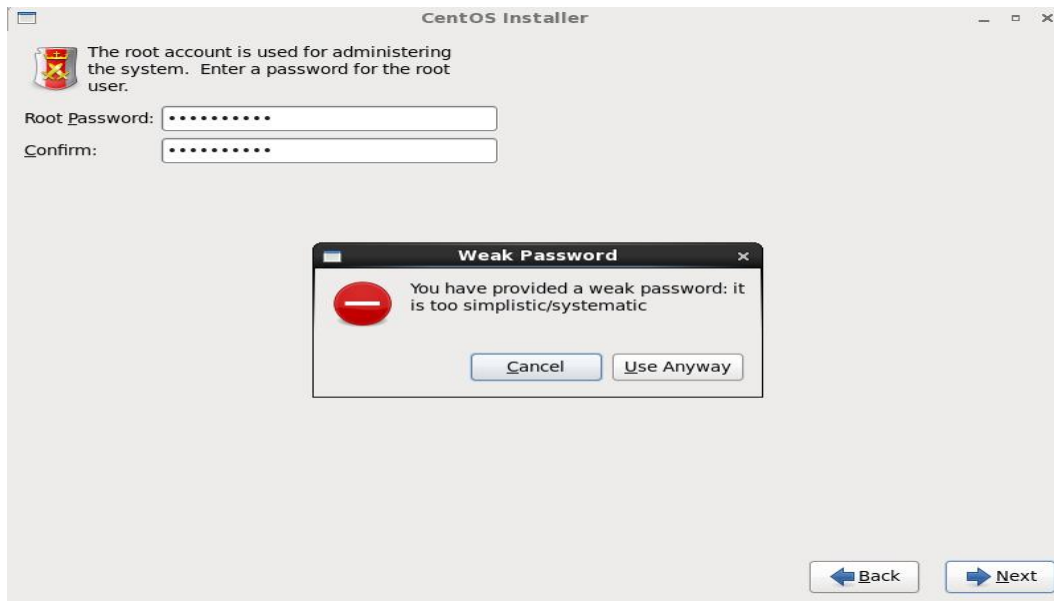 CentOS Installer
The root account is used for administering
the system.  Enter a password for the root
user.
Root Password: ••••••••••
Confirm: ••••••••••
Weak Password
You have provided a weak password: it
is too simplistic/systematic
Cancel
Use Anyway
Back
Next